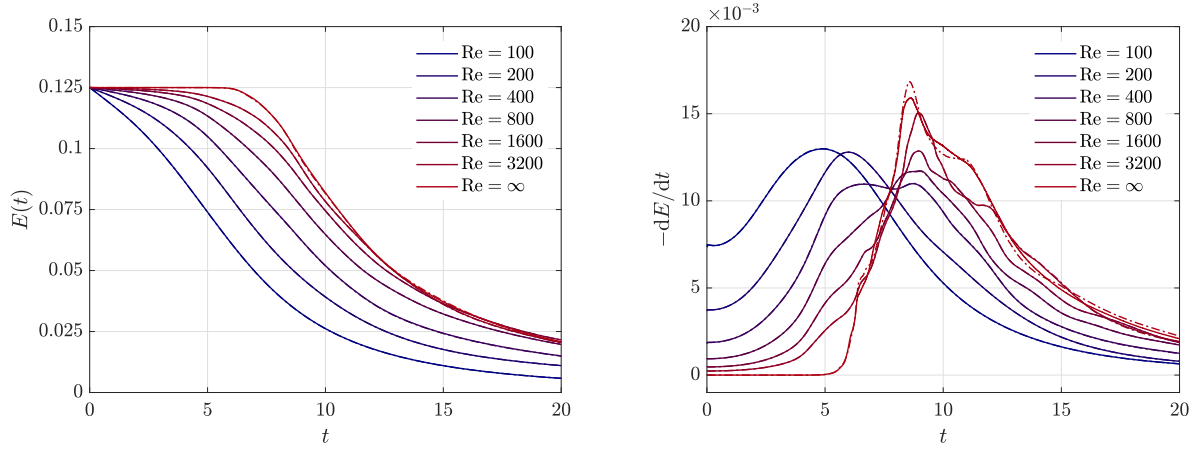 0.15
0.125
0.1
0.075
0.05
0.025
0
E(t)
0
5
10
15
20
t
Re = 100
Re = 200
Re = 400
Re = 800
Re = 1600
Re = 3200
Re = ∞
×10⁻³
20
15
10
5
0
−dE/dt
0
5
10
15
20
t
Re = 100
Re = 200
Re = 400
Re = 800
Re = 1600
Re = 3200
Re = ∞